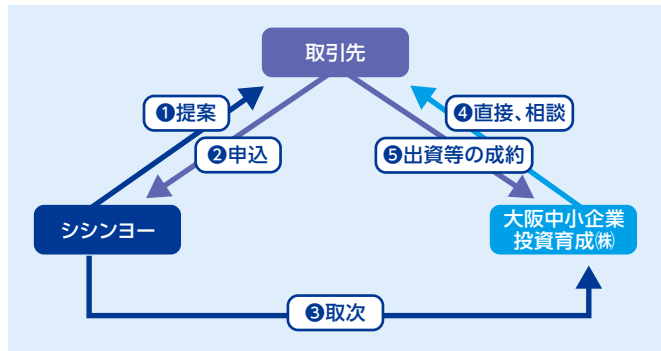 取引先
❶提案
❹直接、相談
❷申込
❺出資等の成約
シシンヨー
大阪中小企業
投資育成㈱
❸取次